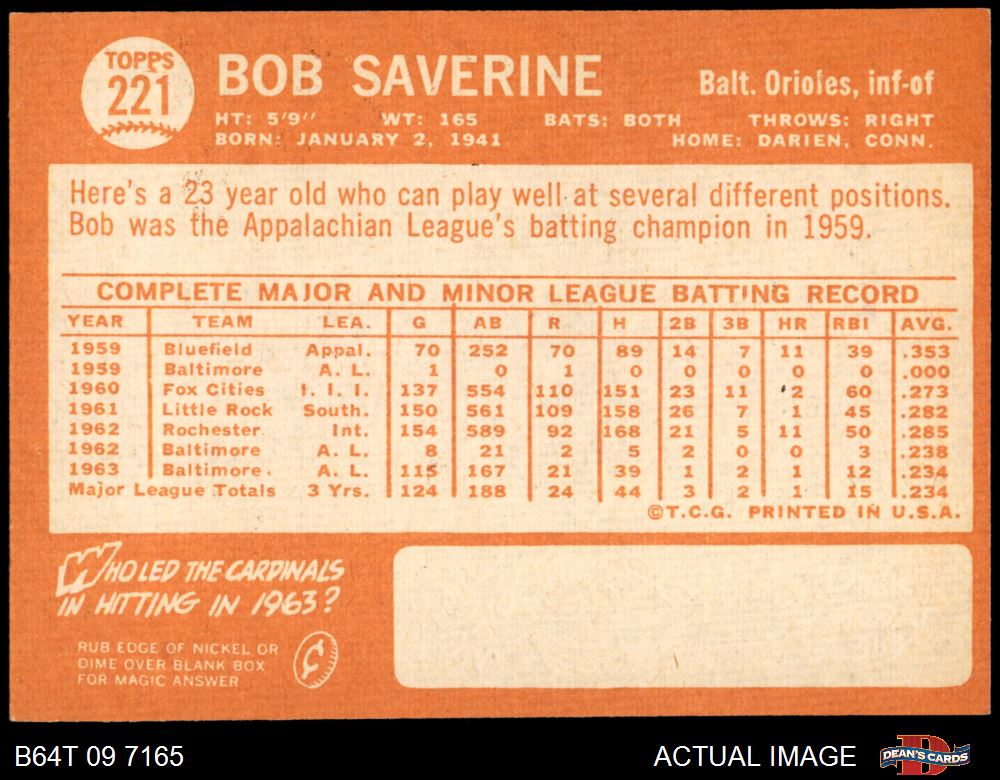 TOPPS
221
BOB SAVERINE
Balt. Orioles, inf-of
HT: 5'9" WT: 165 BATS: BOTH THROWS: RIGHT
BORN: JANUARY 2, 1941 HOME: DARIEN, CONN.
Here's a 23 year old who can play well at several different positions.
Bob was the Appalachian League's batting champion in 1959.
COMPLETE MAJOR AND MINOR LEAGUE BATTING RECORD
YEAR TEAM LEA. G AB R H 2B 3B HR RBI AVG.
1959 Bluefield Appal. 70 252 70 89 14 7 11 39 .353
1959 Baltimore A. L. 1 0 1 0 0 0 0 0 .000
1960 Fox Cities I. I. I. 137 554 110 151 23 11 2 60 .273
1961 Little Rock South. 150 561 109 158 26 7 1 45 .282
1962 Rochester Int. 154 589 92 168 21 5 11 50 .285
1962 Baltimore A. L. 8 21 2 5 2 0 0 3 .238
1963 Baltimore. A. L. 115 167 21 39 1 2 1 12 .234
Major League Totals 3 Yrs. 124 188 24 44 3 2 1 15 .234
©T.C.G. PRINTED IN U.S.A.
WHO LED THE CARDINALS
IN HITTING IN 1963?
RUB EDGE OF NICKEL OR
DIME OVER BLANK BOX
FOR MAGIC ANSWER
¢
B64T 09 7165
ACTUAL IMAGE
D
DEAN'S CARDS